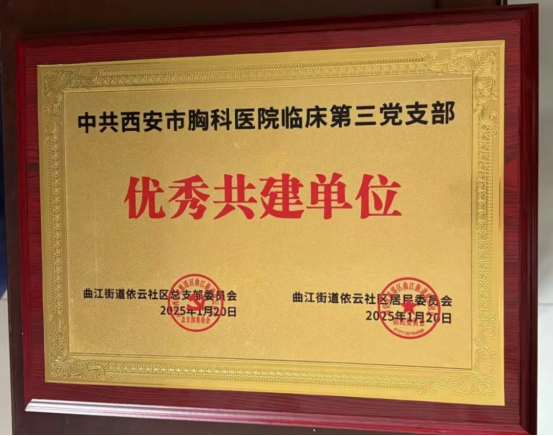 中共西安市胸科医院临床第三党支部
优秀共建单位
曲江街道依云社区总支部委员会
2025年1月20日
曲江街道依云社区居民委员会
2025年1月20日